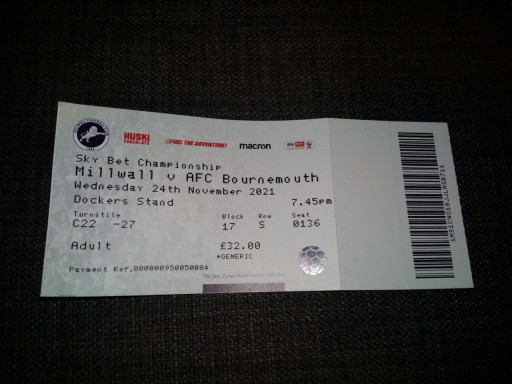 HUSKI
CHOCOLATE
FUEL THE ADVENTURE!
macron
Sky Bet Championship
Millwall v AFC Bournemouth
Wednesday 24th November 2021
Dockers Stand 7.45pm
Turnstile Block Row Seat
C22 -27 17 S 0136
Adult £32.00
*GENERIC
Payment Ref.000000950050084